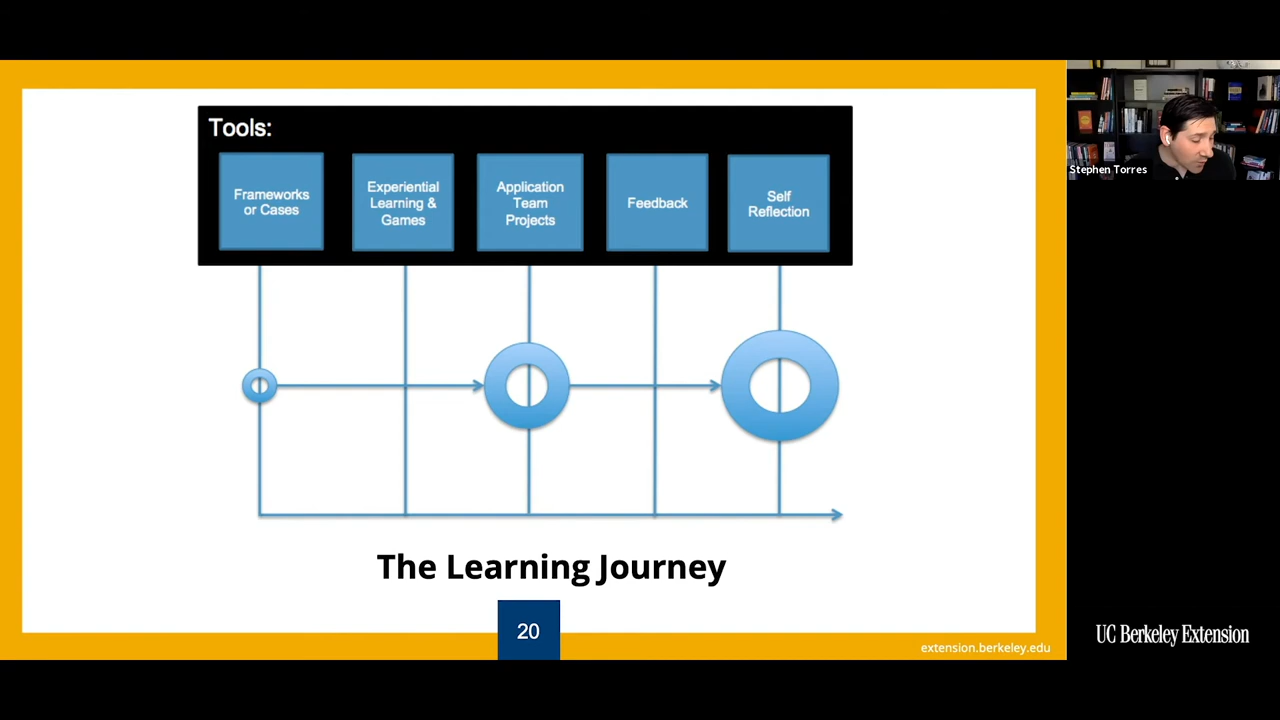 Tools:
Frameworks
or Cases
Experiential
Learning &
Games
Application
Team
Projects
Feedback
Self
Reflection
The Learning Journey
20
extension.berkeley.edu
Stephen Torres
UC Berkeley Extension